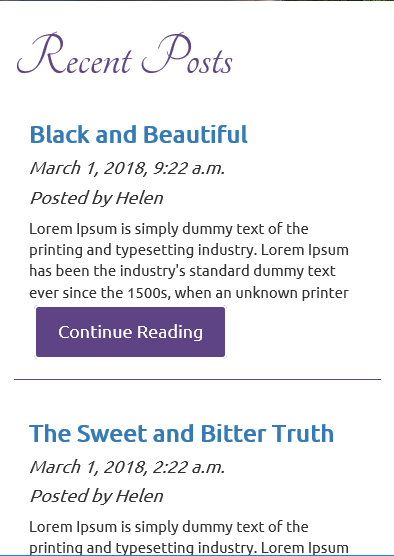 Recent Posts
Black and Beautiful
March 1, 2018, 9:22 a.m.
Posted by Helen
Lorem Ipsum is simply dummy text of the
printing and typesetting industry. Lorem Ipsum
has been the industry's standard dummy text
ever since the 1500s, when an unknown printer
Continue Reading
The Sweet and Bitter Truth
March 1, 2018, 2:22 a.m.
Posted by Helen
Lorem Ipsum is simply dummy text of the
printing and typesetting industry. Lorem Ipsum